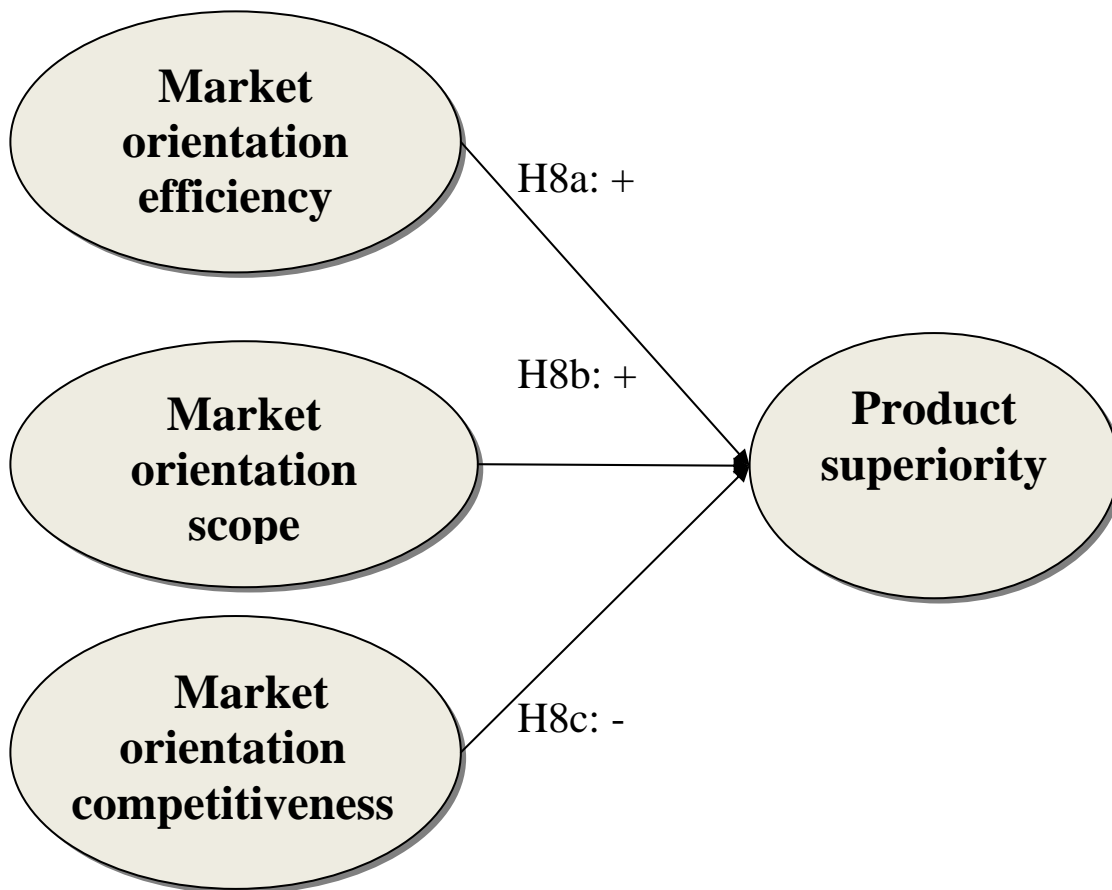 Market
orientation
efficiency
H8a: +
H8b: +
Market
orientation
scope
Product
superiority
Market
orientation
competitiveness
H8c: -